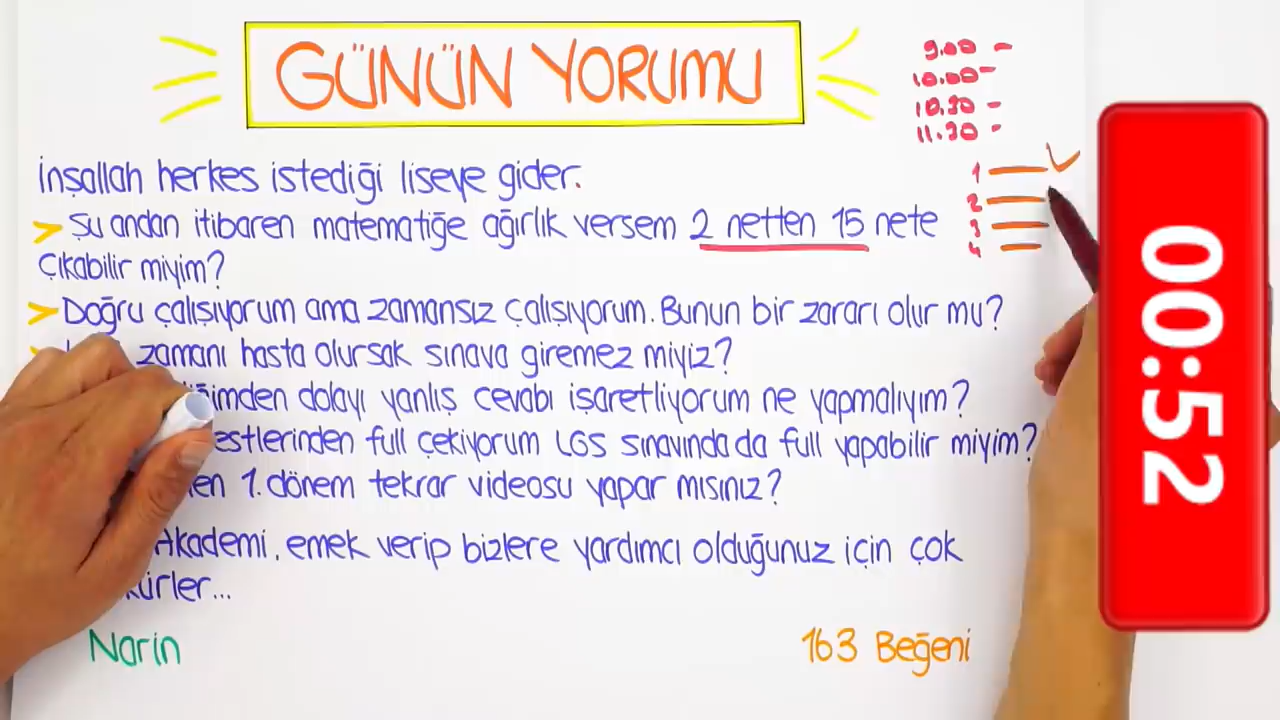 GÜNÜN YORUMU
9.00 -
10.00 -
10.30 -
11.30 -
İnşallah herkes istediği liseye gider.
1
2
3
4
➤ Şu andan itibaren matematiğe ağırlık versem 2 netten 15 nete
çıkabilir miyim?
➤ Doğru çalışıyorum ama zamansız çalışıyorum. Bunun bir zararı olur mu?
zamanı hasta olursak sınava giremez miyiz?
dolayı yanlış cevabı işaretliyorum ne yapmalıyım?
full çekiyorum LGS sınavında da full yapabilir miyim?
1. dönem tekrar videosu yapar mısınız?
Akademi, emek verip bizlere yardımcı olduğunuz için çok
Narin
163 Beğeni
00:52